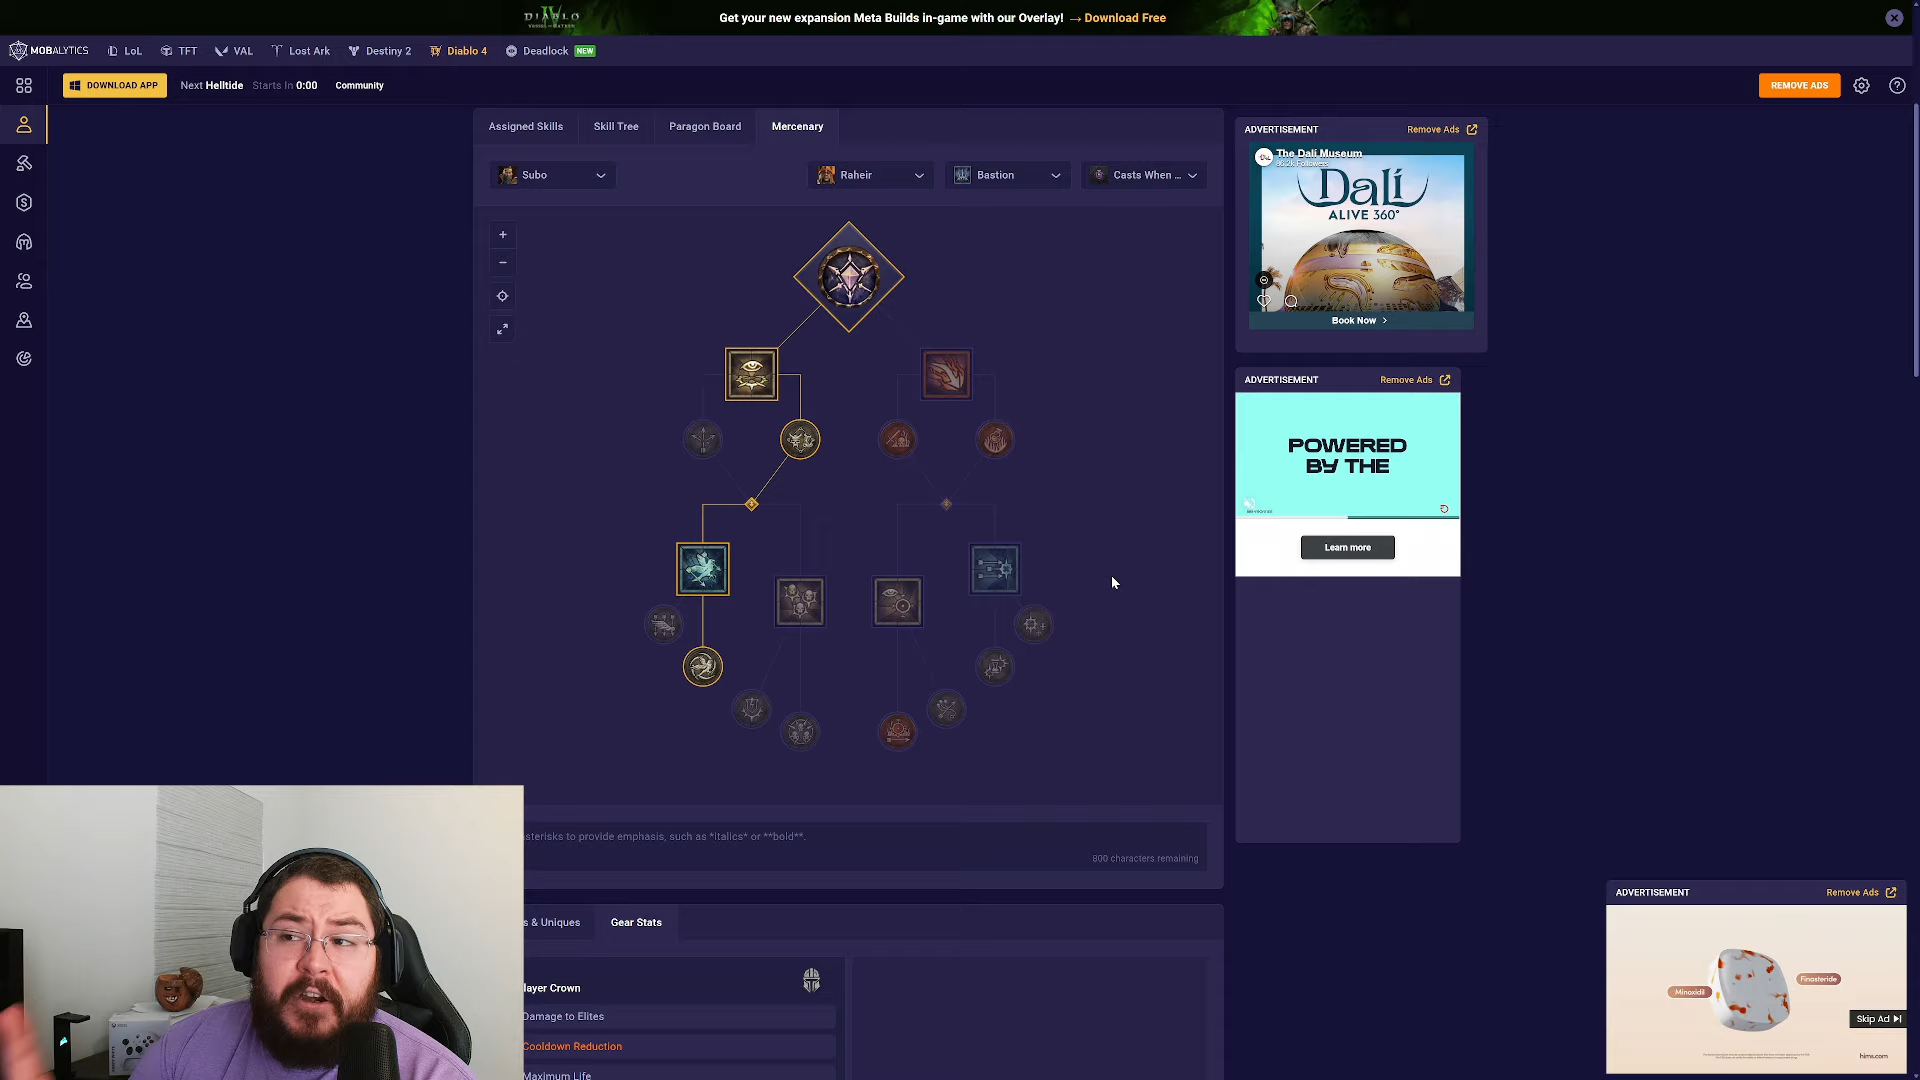 DIABLO IV
Get your new expansion Meta Builds in-game with our Overlay! → Download Free
MOBALYTICS
LoL
TFT
VAL
Lost Ark
Destiny 2
Diablo 4
Deadlock NEW
DOWNLOAD APP
Next Helltide Starts In 0:00
Community
REMOVE ADS
Assigned Skills
Skill Tree
Paragon Board
Mercenary
Subo
Raheir
Bastion
Casts When ...
ADVERTISEMENT
Remove Ads
The Dali Museum
Followers
Dalí
ALIVE 360°
Book Now >
ADVERTISEMENT
Remove Ads
POWERED
BY THE
Learn more
sterisks to provide emphasis, such as *italics* or **bold**.
800 characters remaining
s & Uniques
Gear Stats
layer Crown
Damage to Elites
Cooldown Reduction
Maximum Life
ADVERTISEMENT
Remove Ads
Minoxidil
Finasteride
Skip Ad
hims.com